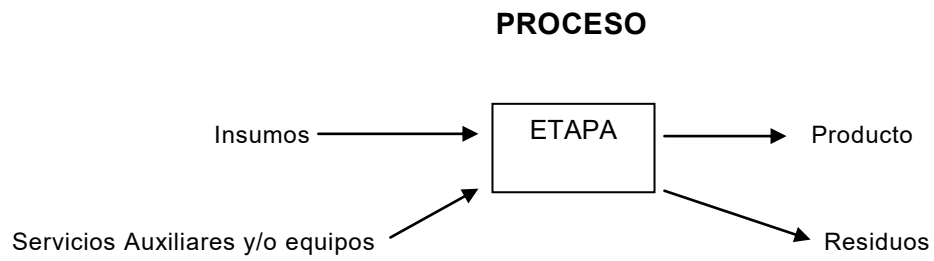 PROCESO
Insumos
ETAPA
Producto
Servicios Auxiliares y/o equipos
Residuos